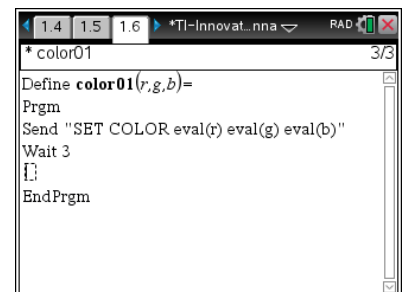 1.4 1.5 1.6 *TI-Innovat…nna RAD
* color01 3/3
Define color01(r,g,b)=
Prgm
Send "SET COLOR eval(r) eval(g) eval(b)"
Wait 3
EndPrgm